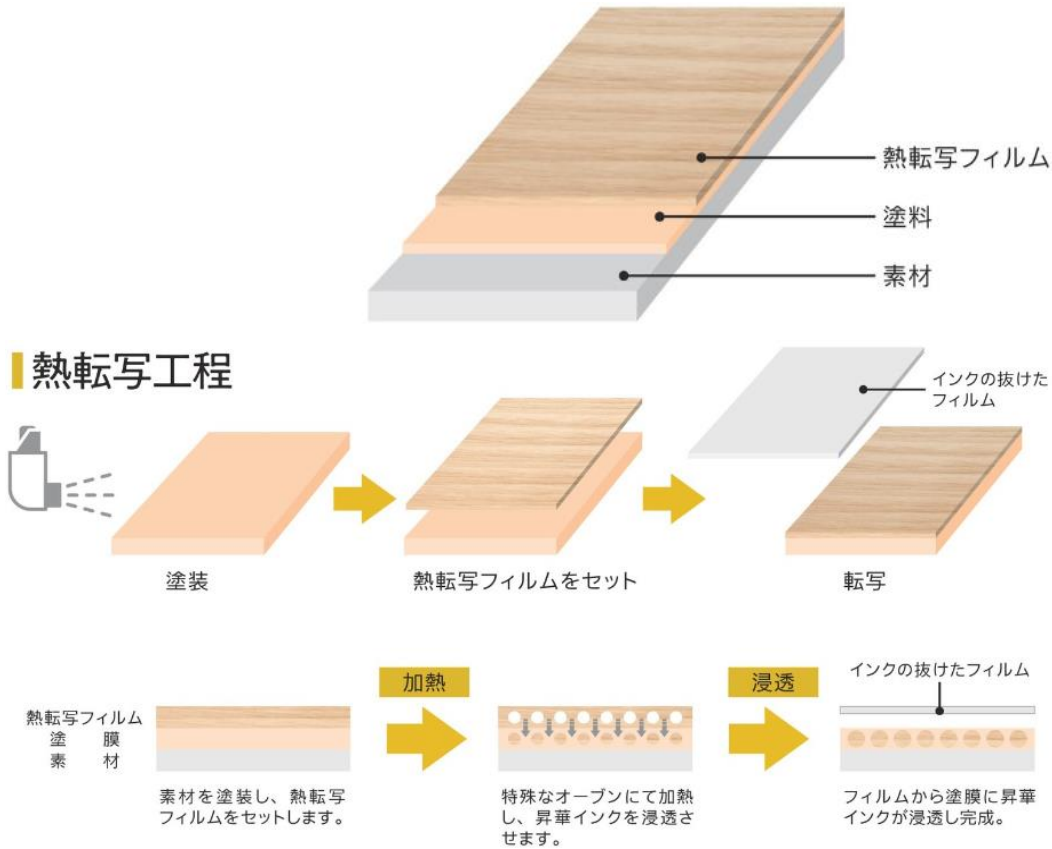 熱転写フィルム
塗料
素材
熱転写工程
インクの抜けた
フィルム
塗装
熱転写フィルムをセット
転写
加熱
浸透
インクの抜けたフィルム
熱転写フィルム
塗　　膜
素　　材
素材を塗装し、熱転写
フィルムをセットします。
特殊なオーブンにて加熱
し、昇華インクを浸透さ
せます。
フィルムから塗膜に昇華
インクが浸透し完成。